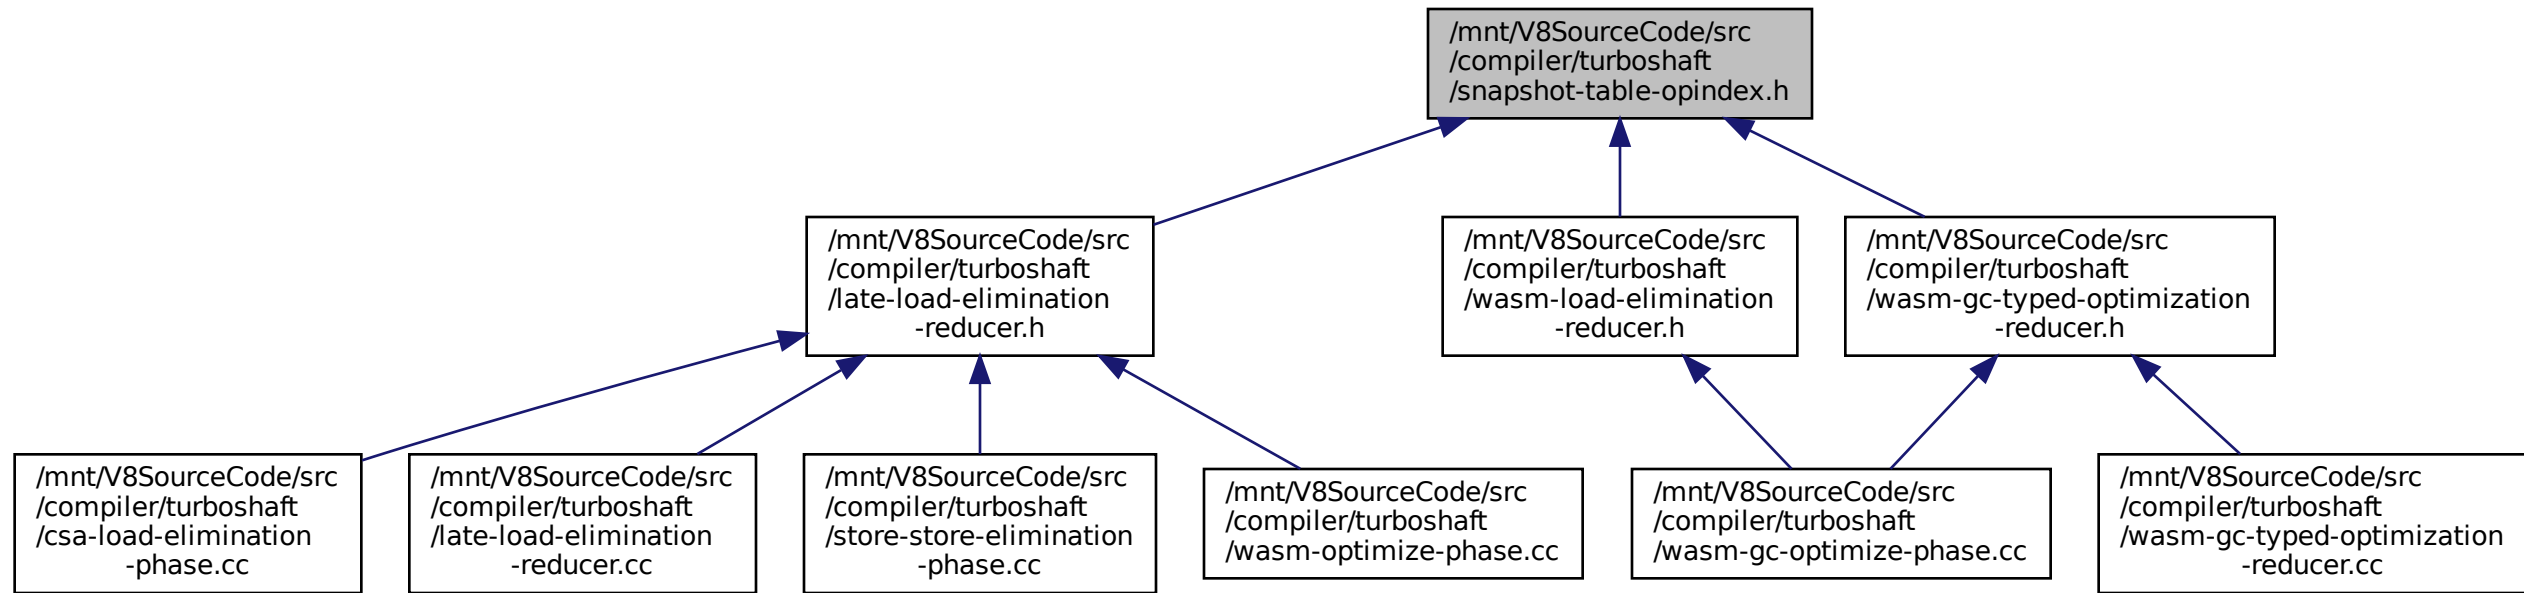 /mnt/V8SourceCode/src
/compiler/turboshaft
/snapshot-table-opindex.h
/mnt/V8SourceCode/src
/compiler/turboshaft
/late-load-elimination
-reducer.h
/mnt/V8SourceCode/src
/compiler/turboshaft
/wasm-load-elimination
-reducer.h
/mnt/V8SourceCode/src
/compiler/turboshaft
/wasm-gc-typed-optimization
-reducer.h
/mnt/V8SourceCode/src
/compiler/turboshaft
/csa-load-elimination
-phase.cc
/mnt/V8SourceCode/src
/compiler/turboshaft
/late-load-elimination
-reducer.cc
/mnt/V8SourceCode/src
/compiler/turboshaft
/store-store-elimination
-phase.cc
/mnt/V8SourceCode/src
/compiler/turboshaft
/wasm-optimize-phase.cc
/mnt/V8SourceCode/src
/compiler/turboshaft
/wasm-gc-optimize-phase.cc
/mnt/V8SourceCode/src
/compiler/turboshaft
/wasm-gc-typed-optimization
-reducer.cc